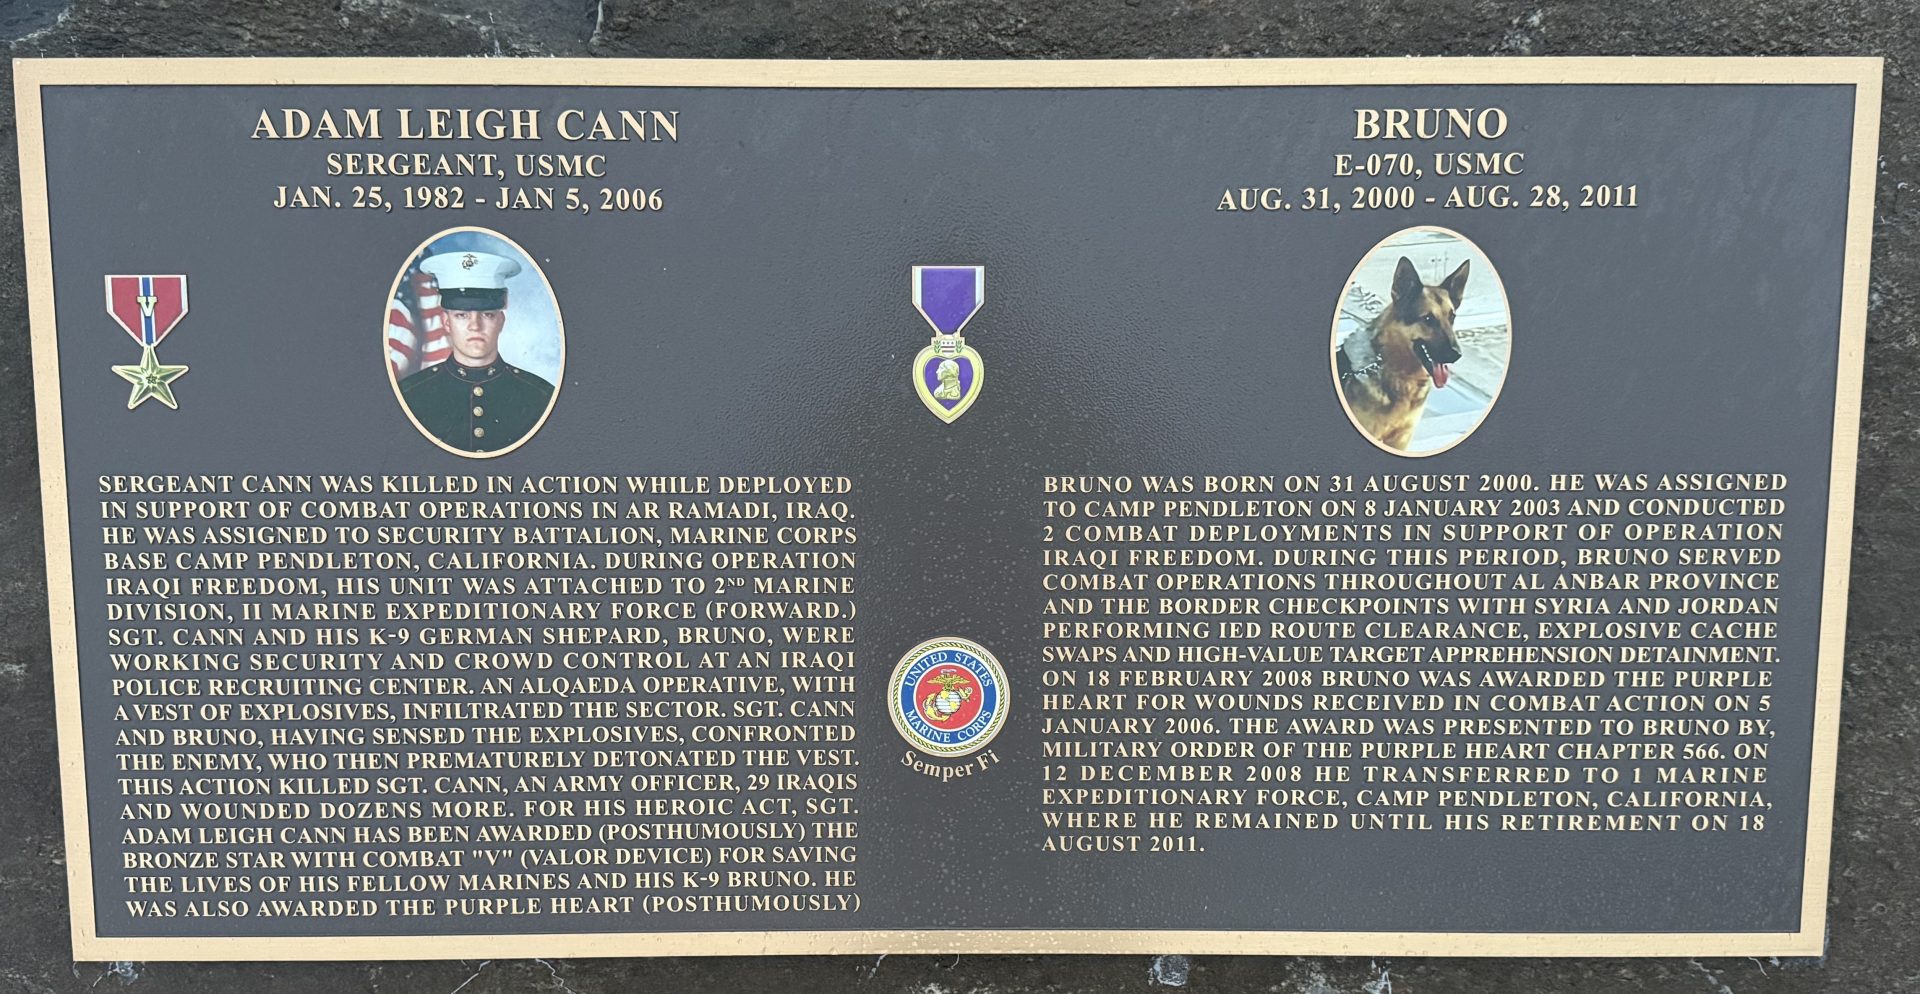 ADAM LEIGH CANN
SERGEANT, USMC
JAN. 25, 1982 - JAN 5, 2006
V
SERGEANT CANN WAS KILLED IN ACTION WHILE DEPLOYED
IN SUPPORT OF COMBAT OPERATIONS IN AR RAMADI, IRAQ.
HE WAS ASSIGNED TO SECURITY BATTALION, MARINE CORPS
BASE CAMP PENDLETON, CALIFORNIA. DURING OPERATION
IRAQI FREEDOM, HIS UNIT WAS ATTACHED TO 2ND MARINE
DIVISION, II MARINE EXPEDITIONARY FORCE (FORWARD.)
SGT. CANN AND HIS K-9 GERMAN SHEPARD, BRUNO, WERE
WORKING SECURITY AND CROWD CONTROL AT AN IRAQI
POLICE RECRUITING CENTER. AN ALQAEDA OPERATIVE, WITH
A VEST OF EXPLOSIVES, INFILTRATED THE SECTOR. SGT. CANN
AND BRUNO, HAVING SENSED THE EXPLOSIVES, CONFRONTED
THE ENEMY, WHO THEN PREMATURELY DETONATED THE VEST.
THIS ACTION KILLED SGT. CANN, AN ARMY OFFICER, 29 IRAQIS
AND WOUNDED DOZENS MORE. FOR HIS HEROIC ACT, SGT.
ADAM LEIGH CANN HAS BEEN AWARDED (POSTHUMOUSLY) THE
BRONZE STAR WITH COMBAT "V" (VALOR DEVICE) FOR SAVING
THE LIVES OF HIS FELLOW MARINES AND HIS K-9 BRUNO. HE
WAS ALSO AWARDED THE PURPLE HEART (POSTHUMOUSLY)
UNITED STATES
MARINE CORPS
Semper Fi
BRUNO
E-070, USMC
AUG. 31, 2000 - AUG. 28, 2011
BRUNO WAS BORN ON 31 AUGUST 2000. HE WAS ASSIGNED
TO CAMP PENDLETON ON 8 JANUARY 2003 AND CONDUCTED
2 COMBAT DEPLOYMENTS IN SUPPORT OF OPERATION
IRAQI FREEDOM. DURING THIS PERIOD, BRUNO SERVED
COMBAT OPERATIONS THROUGHOUT AL ANBAR PROVINCE
AND THE BORDER CHECKPOINTS WITH SYRIA AND JORDAN
PERFORMING IED ROUTE CLEARANCE, EXPLOSIVE CACHE
SWAPS AND HIGH-VALUE TARGET APPREHENSION DETAINMENT.
ON 18 FEBRUARY 2008 BRUNO WAS AWARDED THE PURPLE
HEART FOR WOUNDS RECEIVED IN COMBAT ACTION ON 5
JANUARY 2006. THE AWARD WAS PRESENTED TO BRUNO BY,
MILITARY ORDER OF THE PURPLE HEART CHAPTER 566. ON
12 DECEMBER 2008 HE TRANSFERRED TO 1 MARINE
EXPEDITIONARY FORCE, CAMP PENDLETON, CALIFORNIA,
WHERE HE REMAINED UNTIL HIS RETIREMENT ON 18
AUGUST 2011.